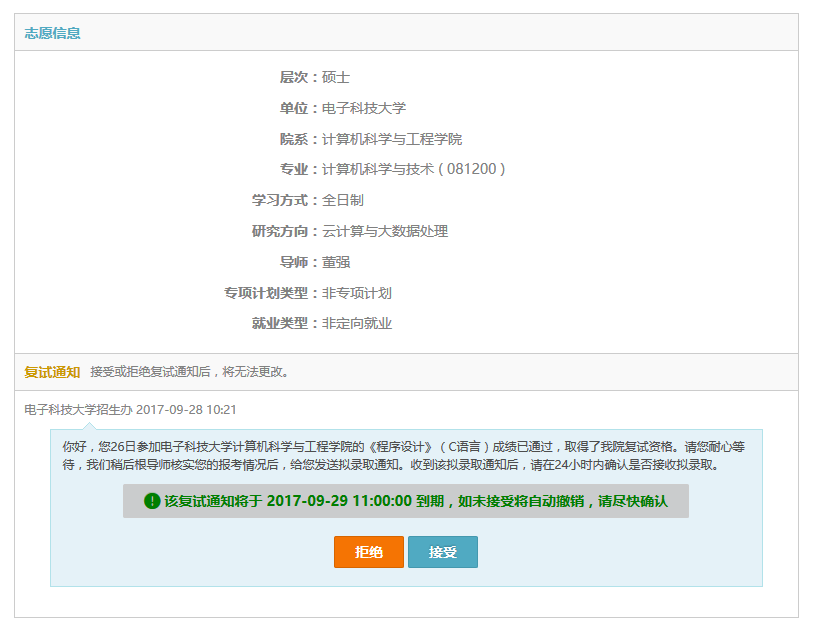 志愿信息
层次：硕士
单位：电子科技大学
院系：计算机科学与工程学院
专业：计算机科学与技术（081200）
学习方式：全日制
研究方向：云计算与大数据处理
导师：董强
专项计划类型：非专项计划
就业类型：非定向就业
复试通知 接受或拒绝复试通知后，将无法更改。
电子科技大学招生办 2017-09-28 10:21
你好，您26日参加电子科技大学计算机科学与工程学院的《程序设计》（C语言）成绩已通过，取得了我院复试资格。请您耐心等
待，我们稍后根导师核实您的报考情况后，给您发送拟录取通知。收到该拟录取通知后，请在24小时内确认是否接收拟录取。
该复试通知将于 2017-09-29 11:00:00 到期，如未接受将自动撤销，请尽快确认
拒绝 接受